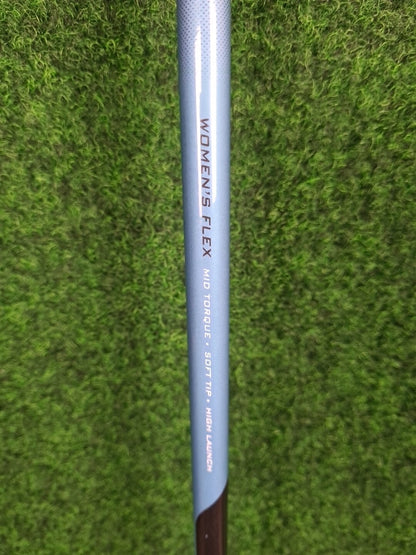 WOMEN'S FLEX MID TORQUE • SOFT TIP • HIGH LAUNCH